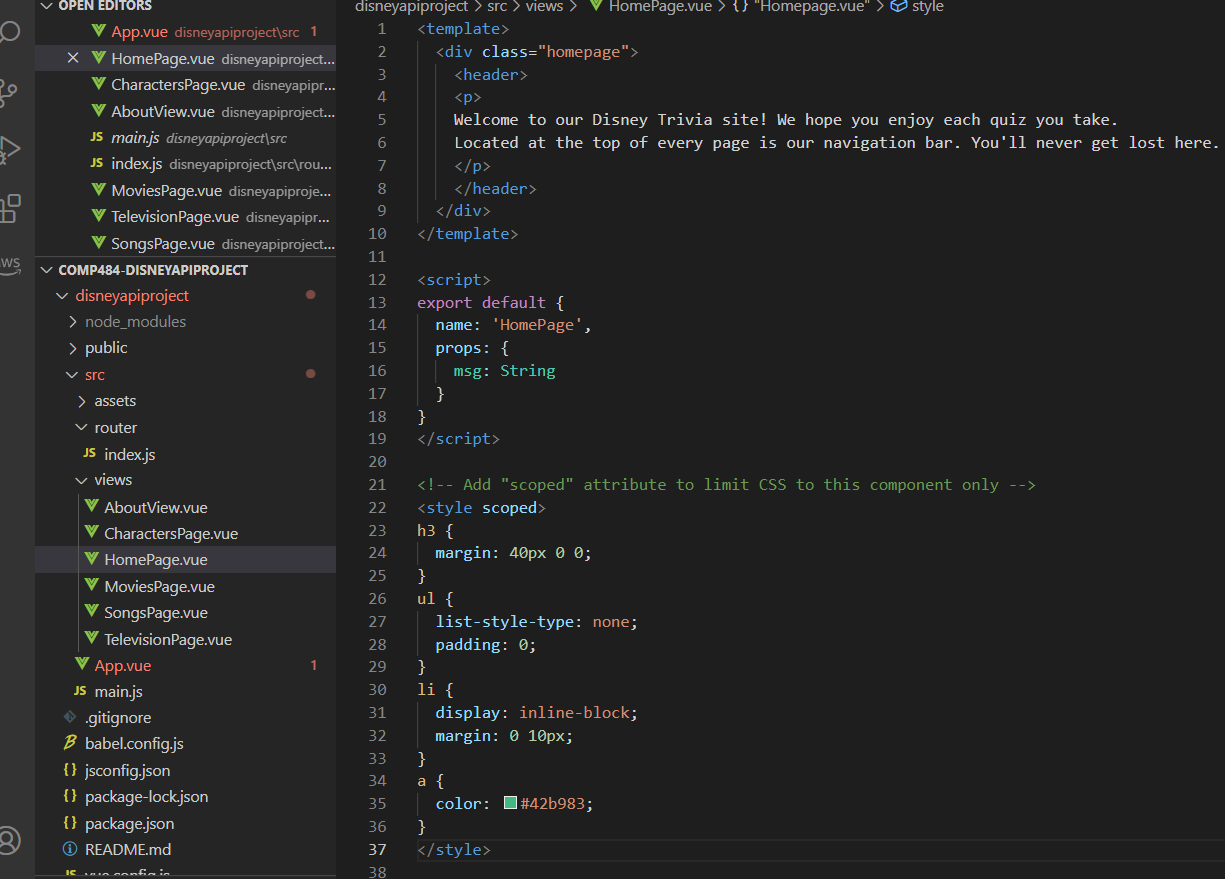 OPEN EDITORS
App.vue disneyapiproject\src 1
HomePage.vue disneyapiproject...
CharactersPage.vue disneyapipr...
AboutView.vue disneyapiproject...
JS main.js disneyapiproject\src
JS index.js disneyapiproject\src\rou...
MoviesPage.vue disneyapiproje...
TelevisionPage.vue disneyapipr...
SongsPage.vue disneyapiproject...
COMP484-DISNEYAPIPROJECT
disneyapiproject
node_modules
public
src
assets
router
JS index.js
views
AboutView.vue
CharactersPage.vue
HomePage.vue
MoviesPage.vue
SongsPage.vue
TelevisionPage.vue
App.vue 1
JS main.js
.gitignore
babel.config.js
{} jsconfig.json
{} package-lock.json
{} package.json
README.md
JS vue.config.js
disneyapiproject > src > views > HomePage.vue > {} "Homepage.vue" > style
1 <template>
2 <div class="homepage">
3 <header>
4 <p>
5 Welcome to our Disney Trivia site! We hope you enjoy each quiz you take.
6 Located at the top of every page is our navigation bar. You'll never get lost here.
7 </p>
8 </header>
9 </div>
10 </template>
11
12 <script>
13 export default {
14 name: 'HomePage',
15 props: {
16 msg: String
17 }
18 }
19 </script>
20
21 <!-- Add "scoped" attribute to limit CSS to this component only -->
22 <style scoped>
23 h3 {
24 margin: 40px 0 0;
25 }
26 ul {
27 list-style-type: none;
28 padding: 0;
29 }
30 li {
31 display: inline-block;
32 margin: 0 10px;
33 }
34 a {
35 color: #42b983;
36 }
37 </style>
38